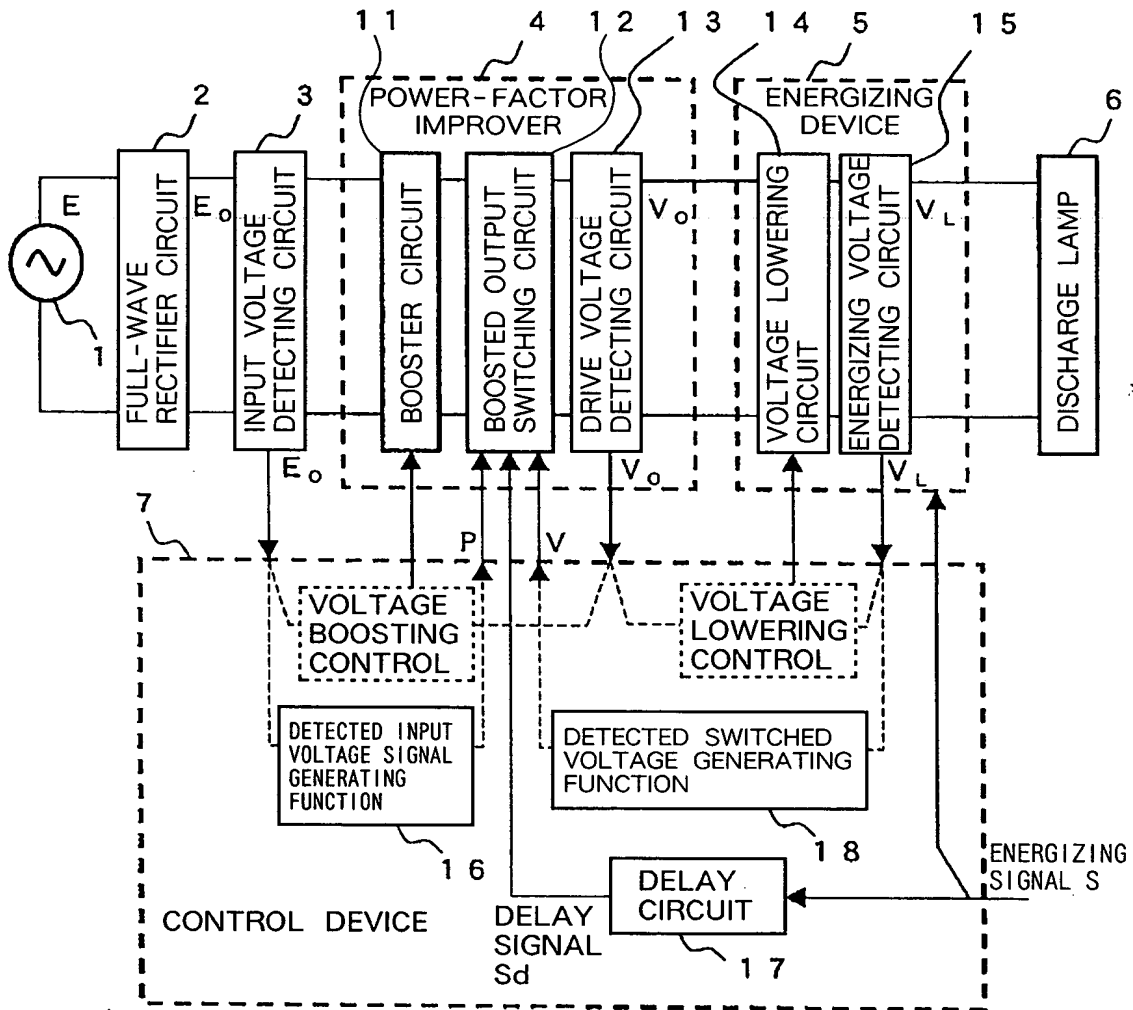 11
4
12
13
14
5
15
2
3
POWER-FACTOR
IMPROVER
ENERGIZING
DEVICE
6
E
1
FULL-WAVE
RECTIFIER CIRCUIT
Eo
INPUT VOLTAGE
DETECTING CIRCUIT
BOOSTER CIRCUIT
BOOSTED OUTPUT
SWITCHING CIRCUIT
DRIVE VOLTAGE
DETECTING CIRCUIT
Vo
VOLTAGE LOWERING
CIRCUIT
ENERGIZING VOLTAGE
DETECTING CIRCUIT
VL
DISCHARGE LAMP
Eo
Vo
VL
7
P
V
VOLTAGE
BOOSTING
CONTROL
VOLTAGE
LOWERING
CONTROL
DETECTED INPUT
VOLTAGE SIGNAL
GENERATING
FUNCTION
DETECTED SWITCHED
VOLTAGE GENERATING
FUNCTION
16
18
ENERGIZING
SIGNAL S
DELAY
CIRCUIT
CONTROL DEVICE
DELAY
SIGNAL
Sd
17